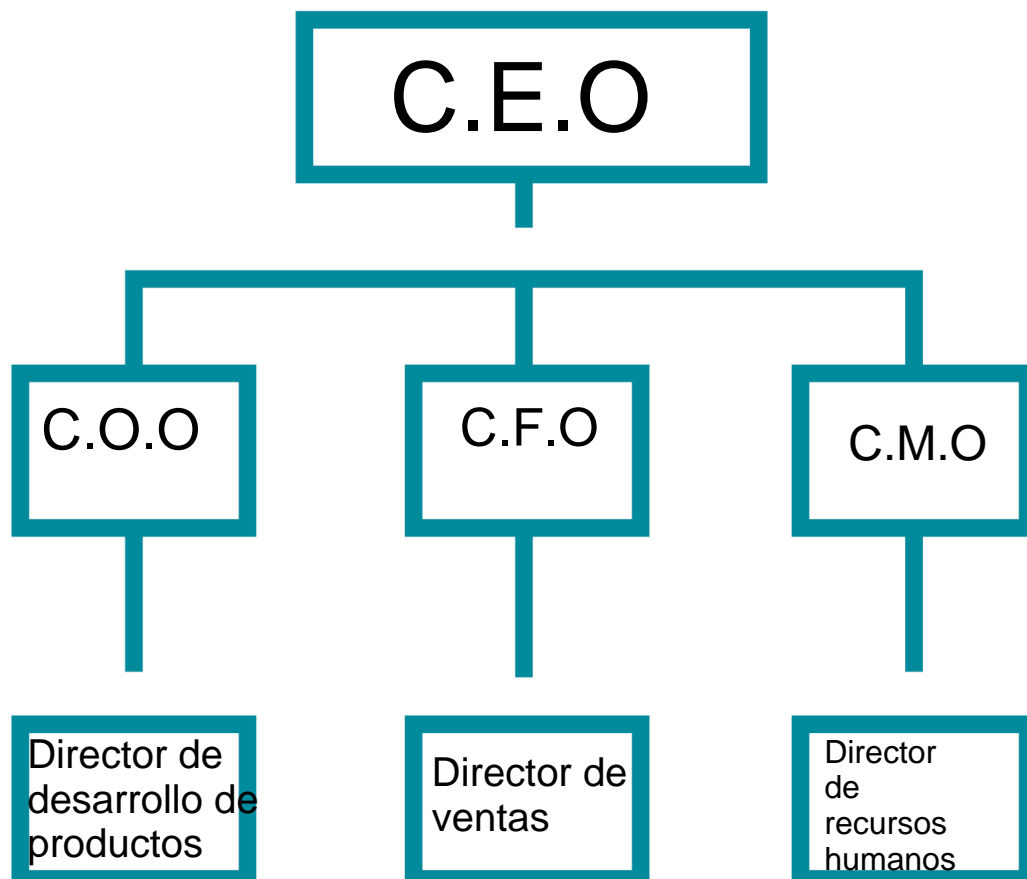 C.E.O
C.O.O
C.F.O
C.M.O
Director de
desarrollo de
productos
Director de
ventas
Director
de
recursos
humanos